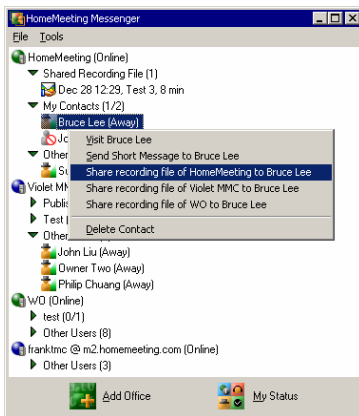 HomeMeeting Messenger
File Tools
HomeMeeting (Online)
Shared Recording File (1)
Dec 28 12:29, Test 3, 8 min
My Contacts (1/2)
Bruce Lee (Away)
Visit Bruce Lee
Send Short Message to Bruce Lee
Other
Share recording file of HomeMeeting to Bruce Lee
Su
Share recording file of Violet MMC to Bruce Lee
Violet MM
Share recording file of WO to Bruce Lee
Publi
Test (
Delete Contact
Other
John Liu (Away)
Owner Two (Away)
Philip Chuang (Away)
WO (Online)
test (0/1)
Other Users (8)
franktmc @ m2.homemeeting.com (Online)
Other Users (3)
Add Office My Status